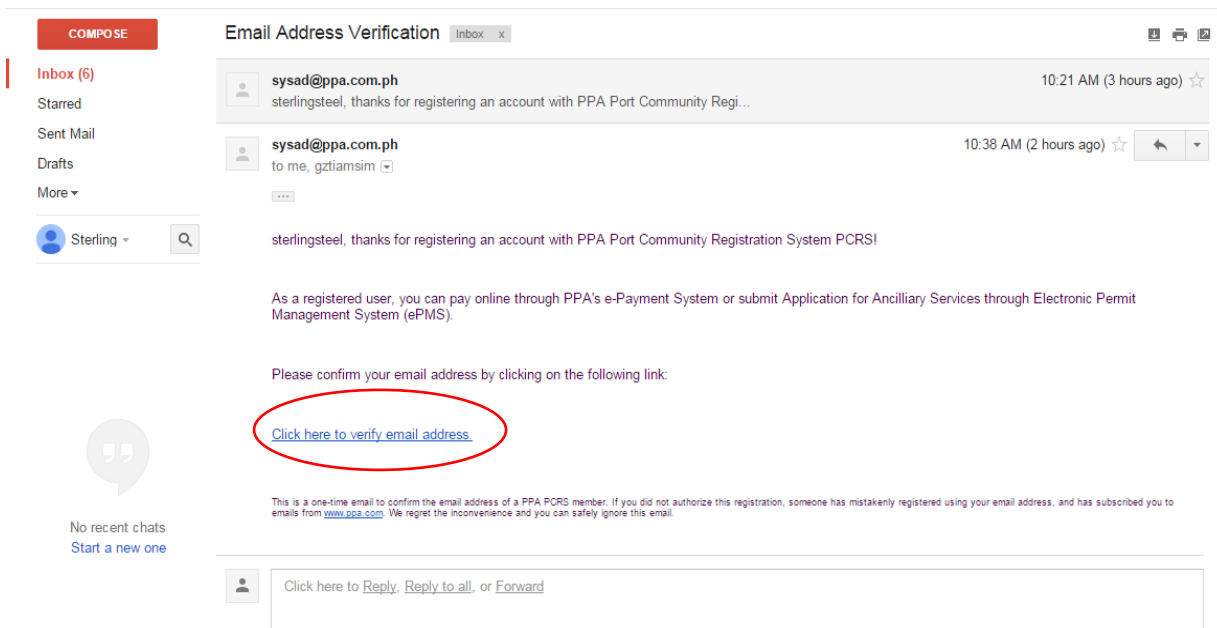 COMPOSE
Email Address Verification Inbox x
Inbox (6)
Starred
Sent Mail
Drafts
More
Sterling
sysad@ppa.com.ph 10:21 AM (3 hours ago)
sterlingsteel, thanks for registering an account with PPA Port Community Regi...
sysad@ppa.com.ph 10:38 AM (2 hours ago)
to me, gztiamsim
sterlingsteel, thanks for registering an account with PPA Port Community Registration System PCRS!
As a registered user, you can pay online through PPA's e-Payment System or submit Application for Ancilliary Services through Electronic Permit
Management System (ePMS).
Please confirm your email address by clicking on the following link:
Click here to verify email address.
This is a one-time email to confirm the email address of a PPA PCRS member. If you did not authorize this registration, someone has mistakenly registered using your email address, and has subscribed you to
emails from www.ppa.com. We regret the inconvenience and you can safely ignore this email.
No recent chats
Start a new one
Click here to Reply, Reply to all, or Forward